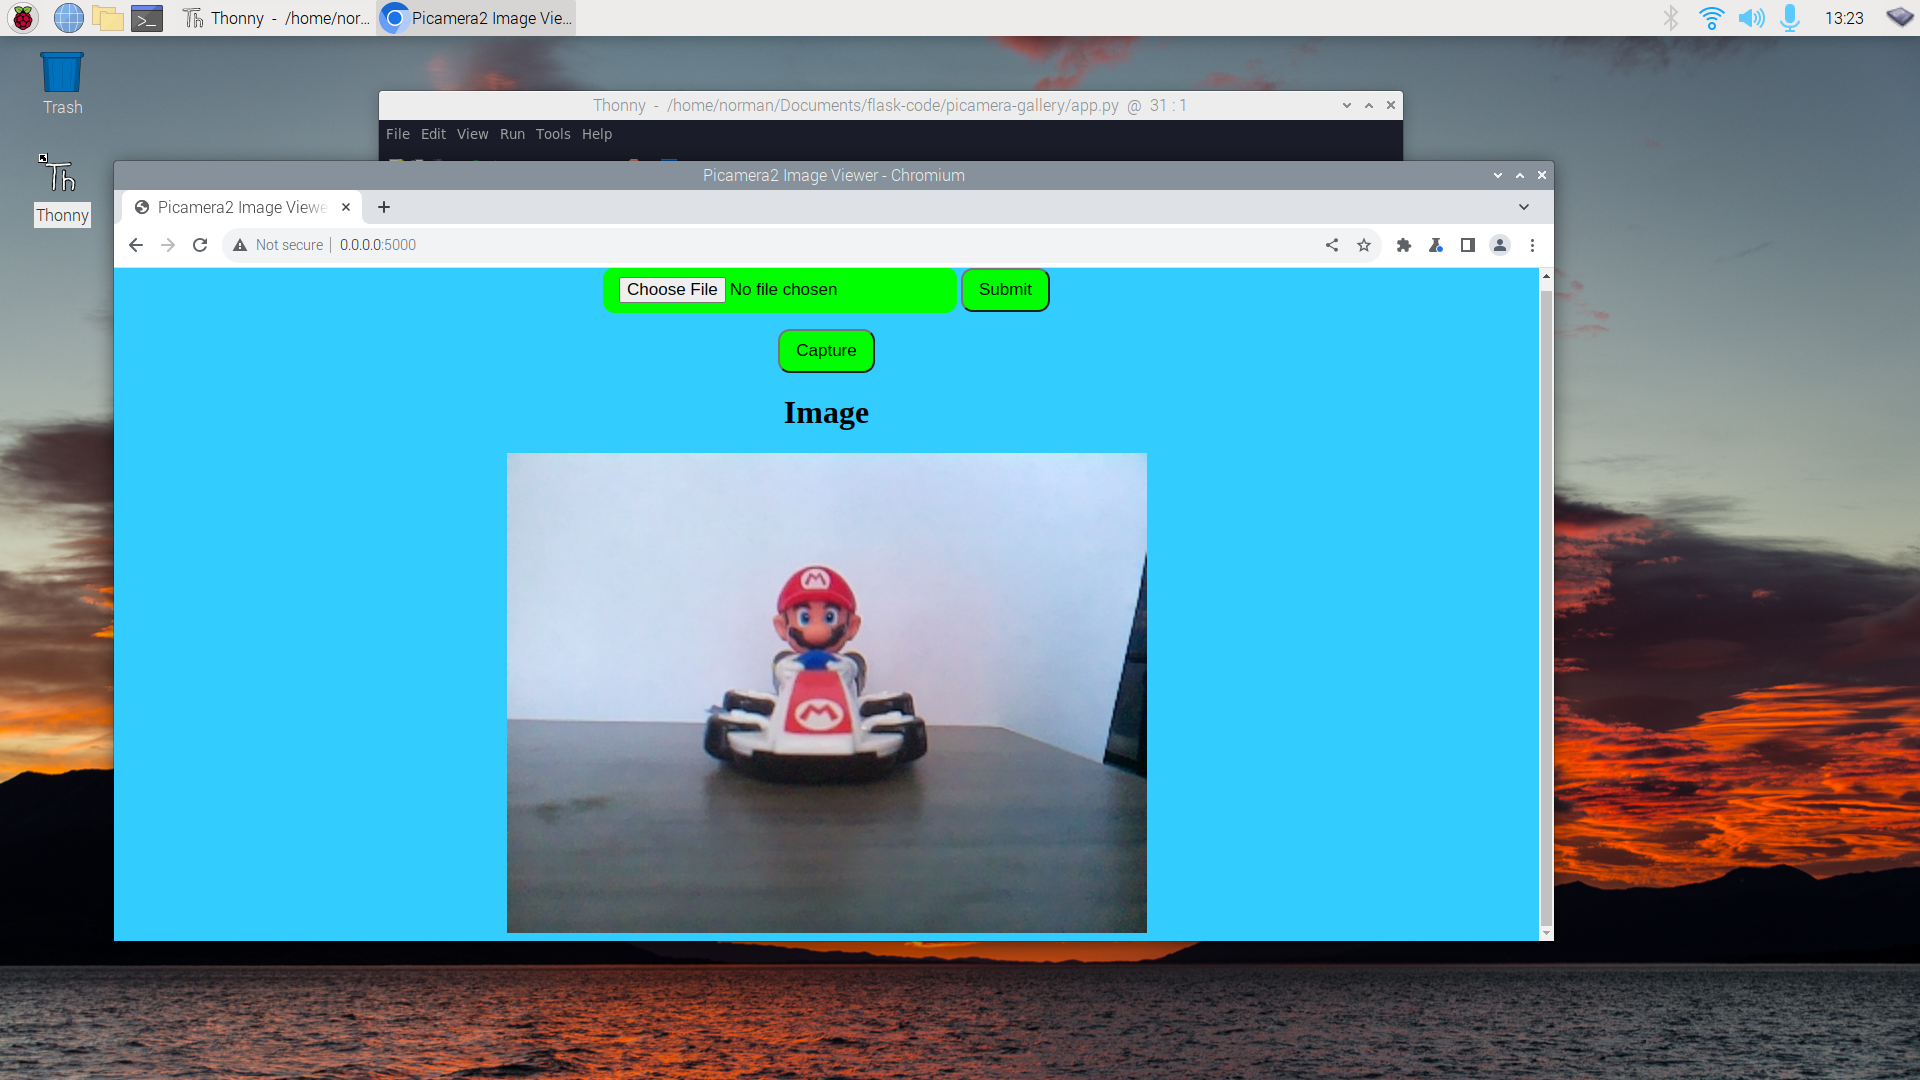 Thonny  -  /home/nor...
Picamera2 Image Vie...
13:23
Trash
Th
Thonny
Thonny  -  /home/norman/Documents/flask-code/picamera-gallery/app.py  @  31 : 1
File Edit View Run Tools Help
Picamera2 Image Viewer - Chromium
Picamera2 Image Viewe
Not secure | 0.0.0.0:5000
Choose File No file chosen
Submit
Capture
Image
M
M